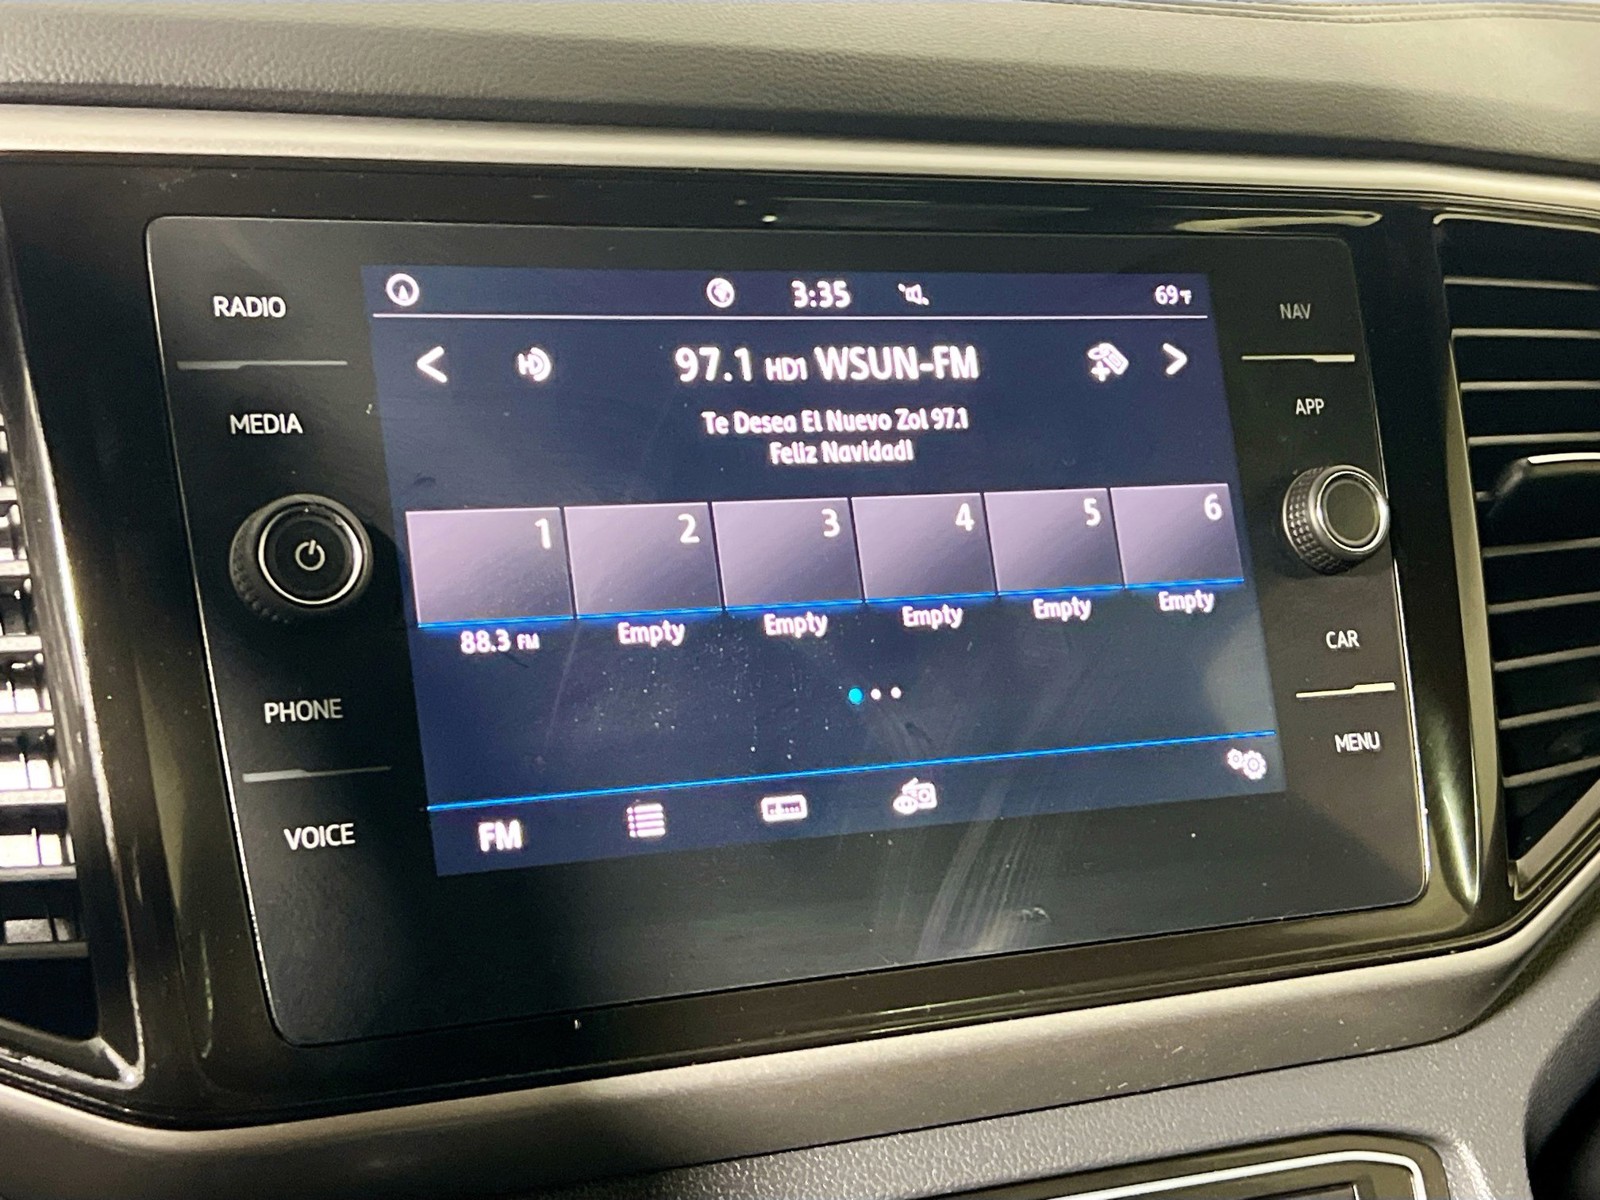 RADIO
MEDIA
PHONE
VOICE
3:35
69°F
HD
97.1 HD1 WSUN-FM
Te Desea El Nuevo Zol 97.1
Feliz Navidad!
1 2 3 4 5 6
88.3 FM Empty Empty Empty Empty Empty
FM
NAV
APP
CAR
MENU